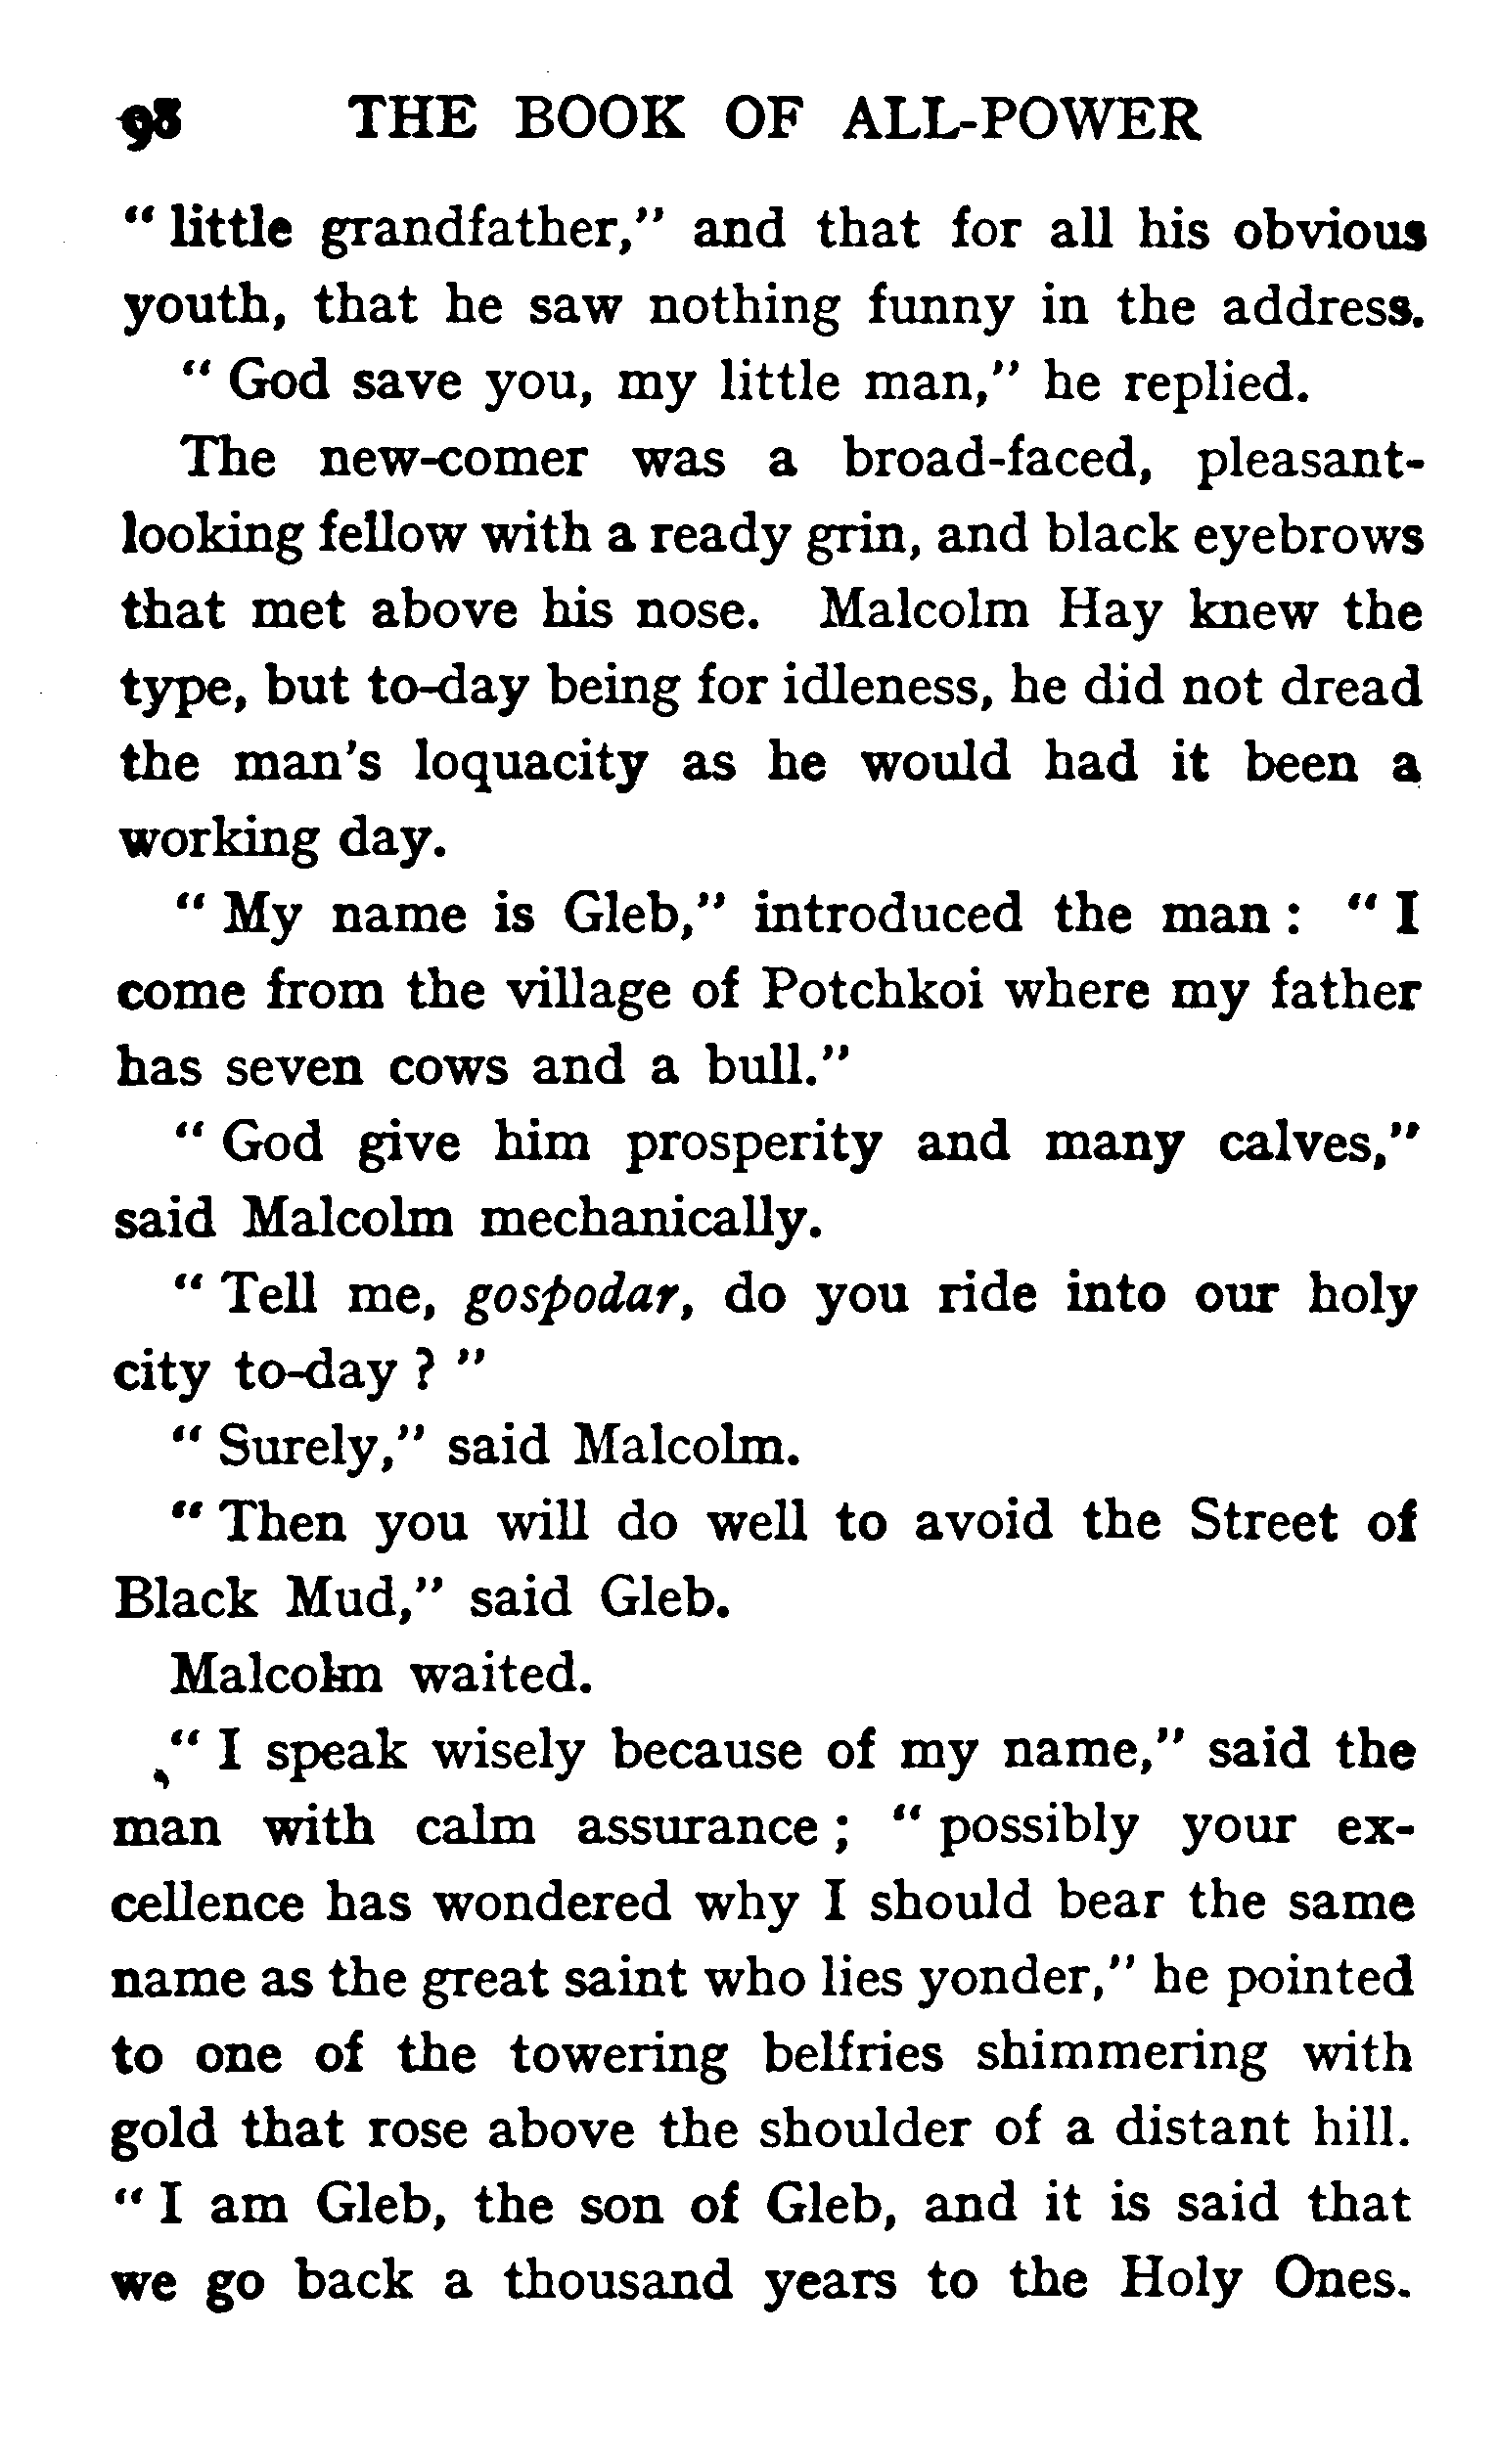 98 THE BOOK OF ALL-POWER
“ little grandfather,” and that for all his obvious
youth, that he saw nothing funny in the address.
“ God save you, my little man,” he replied.
The new-comer was a broad-faced, pleasant-
looking fellow with a ready grin, and black eyebrows
that met above his nose. Malcolm Hay knew the
type, but to-day being for idleness, he did not dread
the man's loquacity as he would had it been a
working day.
“ My name is Gleb,” introduced the man : “ I
come from the village of Potchkoi where my father
has seven cows and a bull.”
“ God give him prosperity and many calves,”
said Malcolm mechanically.
“ Tell me, gospodar, do you ride into our holy
city to-day ? ”
“ Surely,” said Malcolm.
“ Then you will do well to avoid the Street of
Black Mud,” said Gleb.
Malcolm waited.
“ I speak wisely because of my name,” said the
man with calm assurance ; “ possibly your ex-
cellence has wondered why I should bear the same
name as the great saint who lies yonder,” he pointed
to one of the towering belfries shimmering with
gold that rose above the shoulder of a distant hill.
“ I am Gleb, the son of Gleb, and it is said that
we go back a thousand years to the Holy Ones.